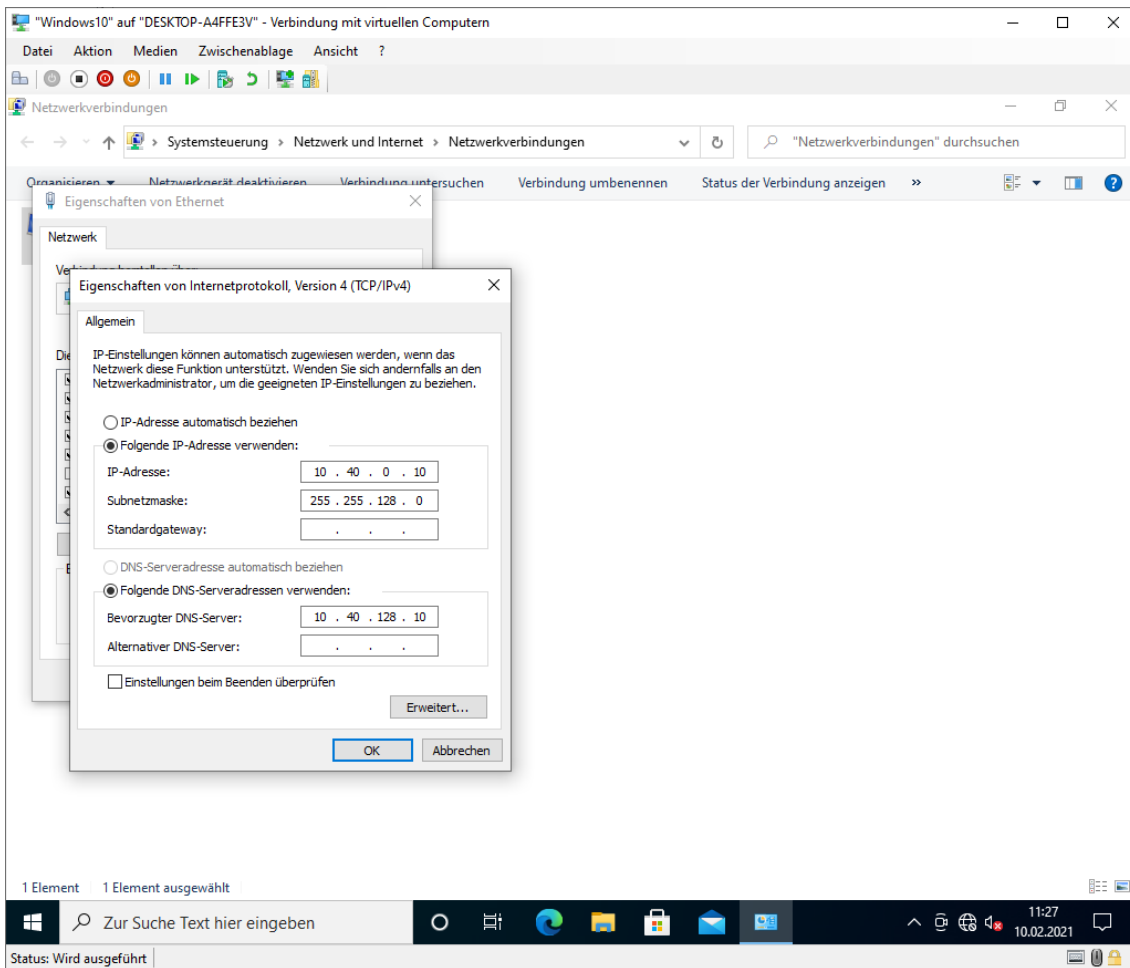 "Windows10" auf "DESKTOP-A4FFE3V" - Verbindung mit virtuellen Computern
Datei Aktion Medien Zwischenablage Ansicht ?
Netzwerkverbindungen
Systemsteuerung > Netzwerk und Internet > Netzwerkverbindungen
"Netzwerkverbindungen" durchsuchen
Organisieren Netzwerkgerät deaktivieren Verbindung untersuchen Verbindung umbenennen Status der Verbindung anzeigen »
Eigenschaften von Ethernet
Netzwerk
Eigenschaften von Internetprotokoll, Version 4 (TCP/IPv4)
Allgemein
IP-Einstellungen können automatisch zugewiesen werden, wenn das
Netzwerk diese Funktion unterstützt. Wenden Sie sich andernfalls an den
Netzwerkadministrator, um die geeigneten IP-Einstellungen zu beziehen.
IP-Adresse automatisch beziehen
Folgende IP-Adresse verwenden:
IP-Adresse: 10 . 40 . 0 . 10
Subnetzmaske: 255 . 255 . 128 . 0
Standardgateway: . . .
DNS-Serveradresse automatisch beziehen
Folgende DNS-Serveradressen verwenden:
Bevorzugter DNS-Server: 10 . 40 . 128 . 10
Alternativer DNS-Server: . . .
Einstellungen beim Beenden überprüfen
Erweitert...
OK Abbrechen
1 Element 1 Element ausgewählt
Zur Suche Text hier eingeben
11:27
10.02.2021
Status: Wird ausgeführt